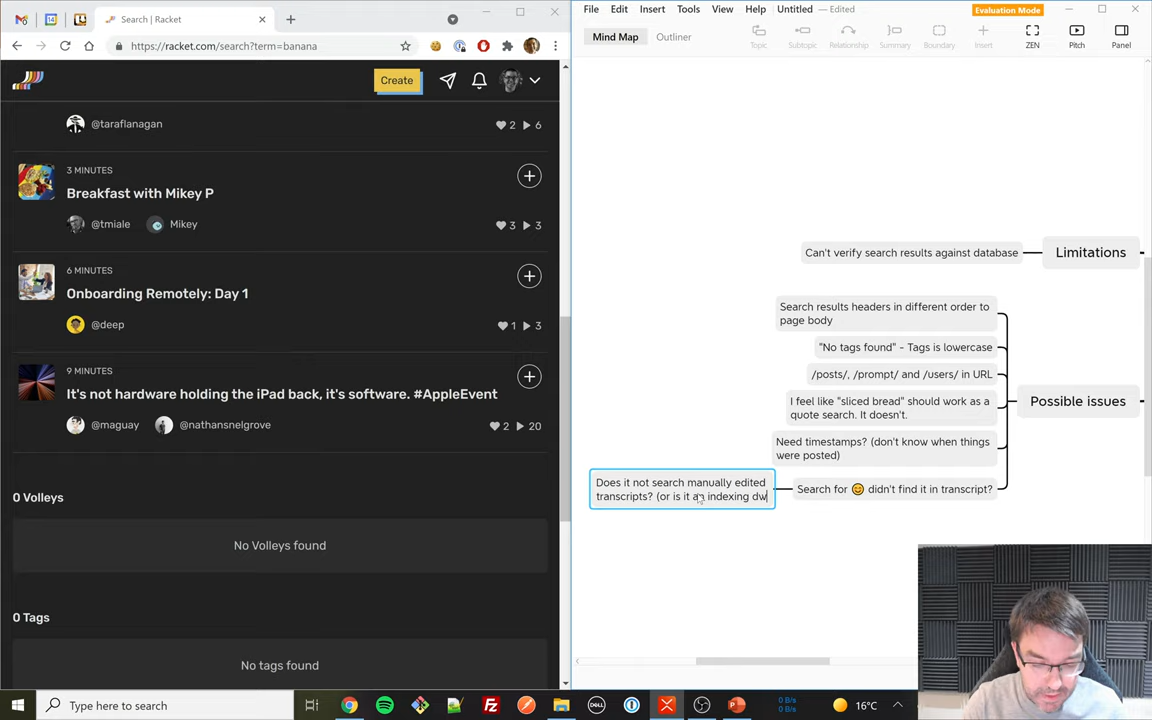 Search | Racket
https://racket.com/search?term=banana
Create
@taraflanagan
2
6
3 MINUTES
Breakfast with Mikey P
@tmiale
Mikey
3
3
6 MINUTES
Onboarding Remotely: Day 1
@deep
1
3
9 MINUTES
It's not hardware holding the iPad back, it's software. #AppleEvent
@maguay
@nathansnelgrove
2
20
0 Volleys
No Volleys found
0 Tags
No tags found
File
Edit
Insert
Tools
View
Help
Untitled — Edited
Evaluation Mode
Mind Map
Outliner
Topic
Subtopic
Relationship
Summary
Boundary
Insert
ZEN
Pitch
Panel
Can't verify search results against database
Limitations
Search results headers in different order to
page body
"No tags found" - Tags is lowercase
/posts/, /prompt/ and /users/ in URL
I feel like "sliced bread" should work as a
quote search. It doesn't.
Possible issues
Need timestamps? (don't know when things
were posted)
Does it not search manually edited
transcripts? (or is it an indexing dw
Search for 😊 didn't find it in transcript?
Type here to search
DELL
0 B/s
0 B/s
16°C